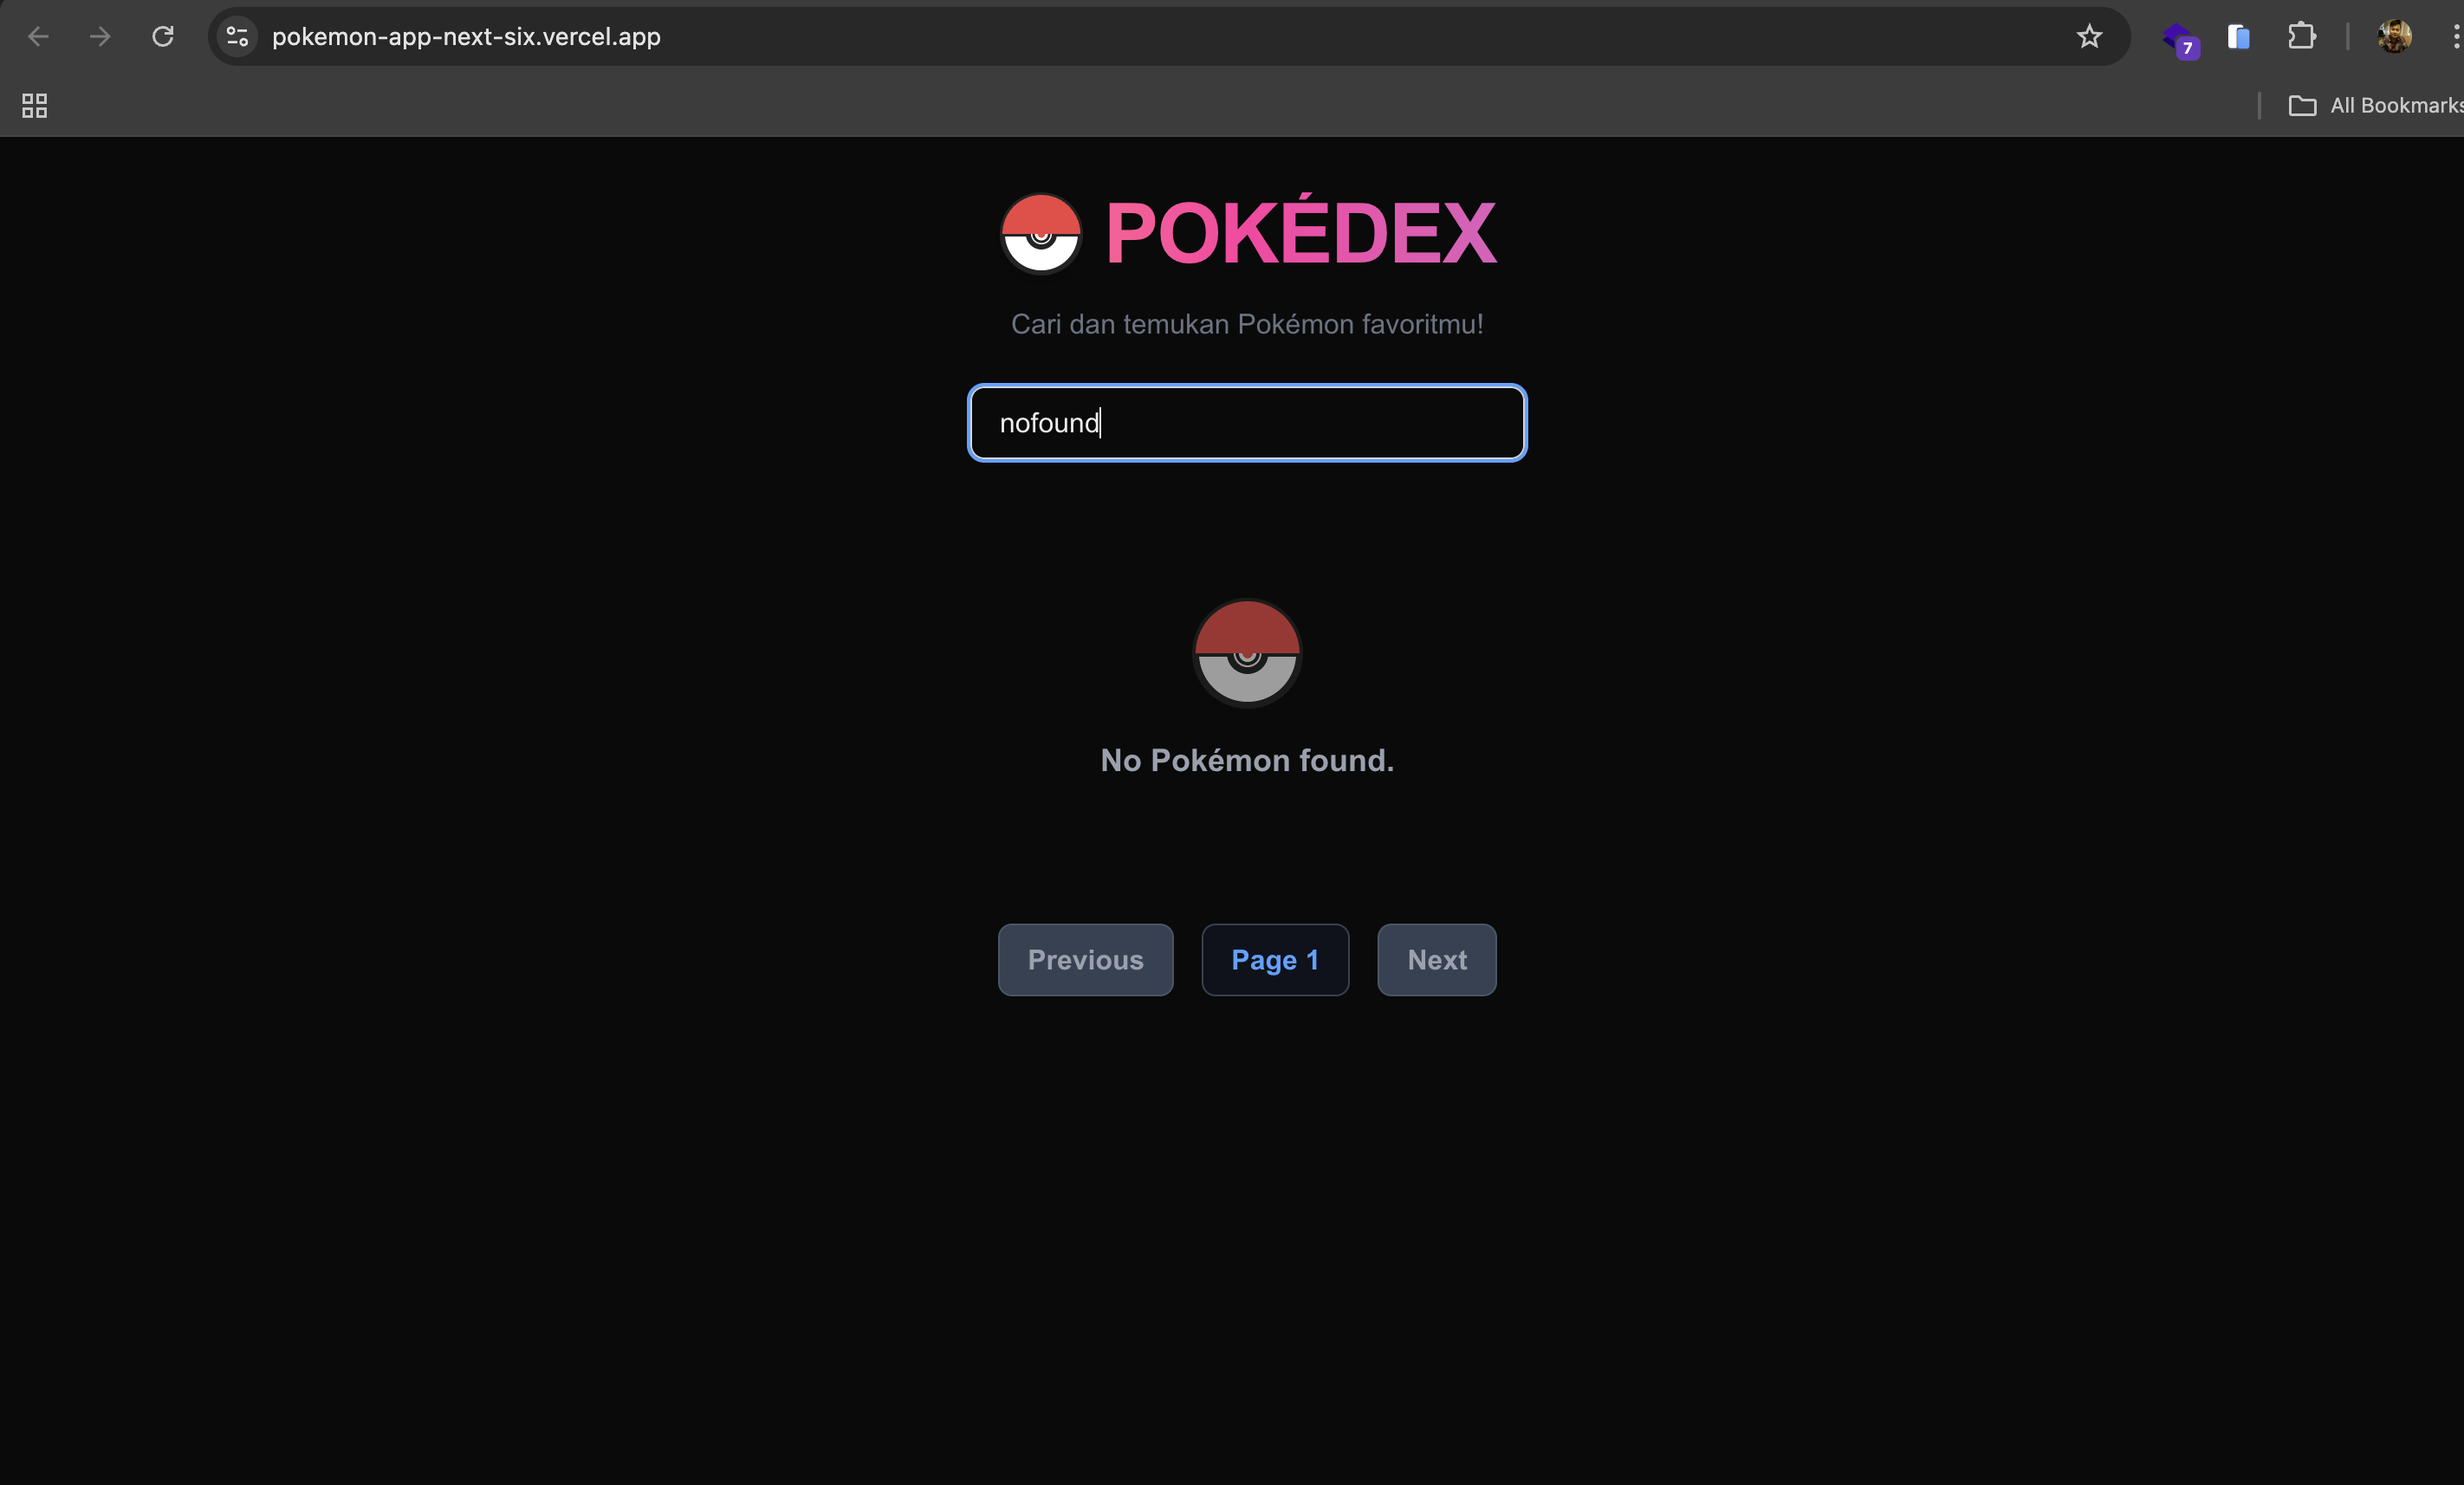 pokemon-app-next-six.vercel.app
7
All Bookmarks
POKÉDEX
Cari dan temukan Pokémon favoritmu!
nofound
No Pokémon found.
Previous
Page 1
Next